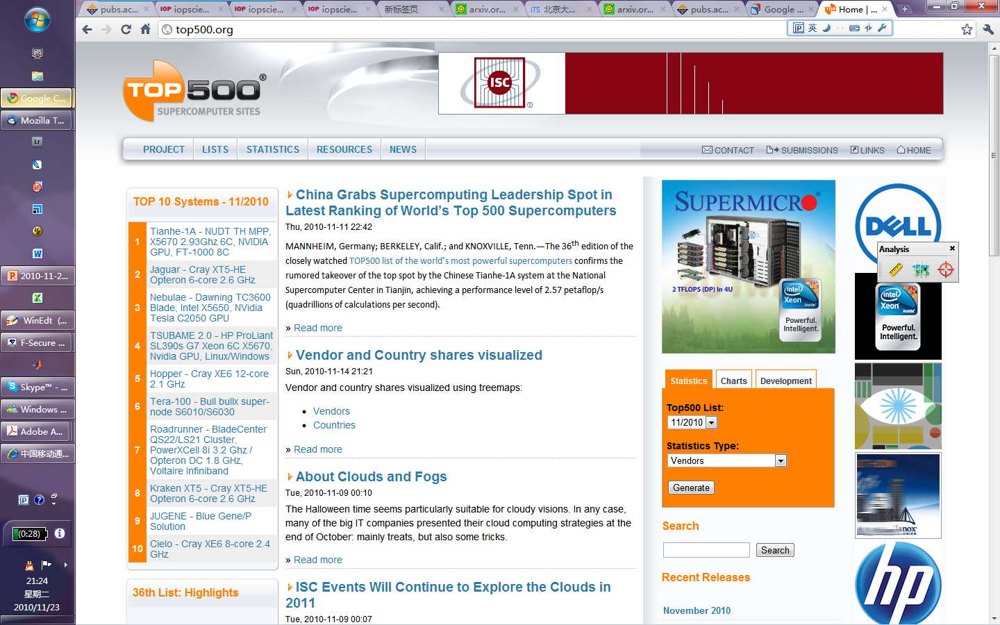 pubs.ac...
iopscie...
iopscie...
iopscie...
新标签页
arxiv.or...
北京大...
arxiv.or...
pubs.ac...
Google ...
Home | ...
top500.org
英
Google C...
Mozilla T...
Lr
2010-11-2...
WinEdt (...
F-Secure ...
Skype™ - ...
Windows ...
Adobe A...
中国移动通...
(0:28)
21:24
星期二
2010/11/23
TOP 500®
SUPERCOMPUTER SITES
ISC®
PROJECT
LISTS
STATISTICS
RESOURCES
NEWS
CONTACT
SUBMISSIONS
LINKS
HOME
TOP 10 Systems - 11/2010
1
Tianhe-1A - NUDT TH MPP,
X5670 2.93Ghz 6C, NVIDIA
GPU, FT-1000 8C
2
Jaguar - Cray XT5-HE
Opteron 6-core 2.6 GHz
3
Nebulae - Dawning TC3600
Blade, Intel X5650, NVidia
Tesla C2050 GPU
4
TSUBAME 2.0 - HP ProLiant
SL390s G7 Xeon 6C X5670,
Nvidia GPU, Linux/Windows
5
Hopper - Cray XE6 12-core
2.1 GHz
6
Tera-100 - Bull bullx super-
node S6010/S6030
7
Roadrunner - BladeCenter
QS22/LS21 Cluster,
PowerXCell 8i 3.2 Ghz /
Opteron DC 1.8 GHz,
Voltaire Infiniband
8
Kraken XT5 - Cray XT5-HE
Opteron 6-core 2.6 GHz
9
JUGENE - Blue Gene/P
Solution
10
Cielo - Cray XE6 8-core 2.4
GHz
36th List: Highlights
China Grabs Supercomputing Leadership Spot in
Latest Ranking of World's Top 500 Supercomputers
Thu, 2010-11-11 22:42
MANNHEIM, Germany; BERKELEY, Calif.; and KNOXVILLE, Tenn.—The 36th edition of the
closely watched TOP500 list of the world's most powerful supercomputers confirms the
rumored takeover of the top spot by the Chinese Tianhe-1A system at the National
Supercomputer Center in Tianjin, achieving a performance level of 2.57 petaflop/s
(quadrillions of calculations per second).
» Read more
Vendor and Country shares visualized
Sun, 2010-11-14 21:21
Vendor and country shares visualized using treemaps:
• Vendors
• Countries
» Read more
About Clouds and Fogs
Tue, 2010-11-09 00:10
The Halloween time seems particularly suitable for cloudy visions. In any case,
many of the big IT companies presented their cloud computing strategies at the
end of October: mainly treats, but also some tricks.
» Read more
ISC Events Will Continue to Explore the Clouds in
2011
Tue, 2010-11-09 00:07
SUPERMICRO®
2 TFLOPS (DP) In 4U
intel
Xeon
inside
Powerful.
Intelligent.
Statistics
Charts
Development
Top500 List:
11/2010
Statistics Type:
Vendors
Generate
Search
Search
Recent Releases
November 2010
DELL
Analysis
intel
Xeon
inside
Powerful.
Intelligent.
hp